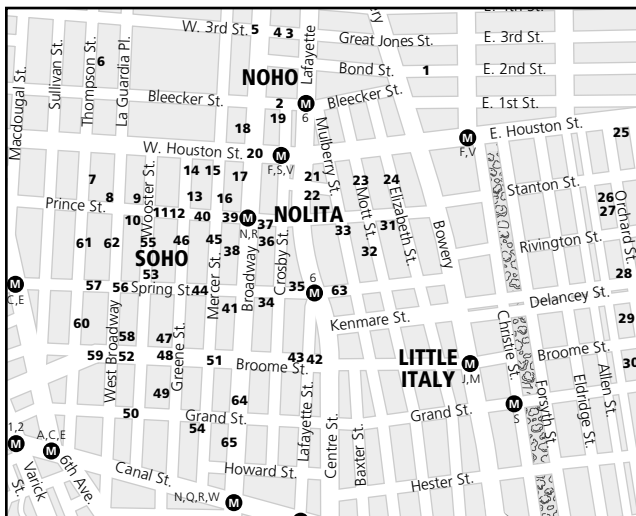 E. 4th St.
W. 3rd St. 5 4 3
Great Jones St. E. 3rd St.
6 NOHO Bond St. 1 E. 2nd St.
Macdougal St.
Sullivan St.
Thompson St.
La Guardia Pl.
Lafayette
Bleecker St. 2 M Bleecker St. E. 1st St.
6
18 19
W. Houston St. 20 M
F,S,V
Mulberry St.
M
F,V
E. Houston St. 25
7 14 15 17 21 23 24 Stanton St.
8 9 13 16 22 26
Prince St. 10 11 12 40 39 M 37 NOLITA 27
N,R
Wooster St.
Mott St.
Elizabeth St.
Bowery
Orchard St.
33 31
61 62 55 46 45 38 36 32 Rivington St.
SOHO
53
Mercer St.
Broadway
Crosby St.
28
M
C,E
57 56 Spring St. 44 35 6 M 63
Delancey St.
41 34
60 Kenmare St. 29
58 47
59 52 48 51 Broome St. 43 42 LITTLE ITALY M Broome St. 30
J,M
West Broadway
Greene St.
Christie St.
Forsyth St.
Eldridge St.
Allen St.
49 64
50 Grand St. 54 Grand St. M
S
65
Lafayette St.
Centre St.
Baxter St.
1,2
M
A,C,E
M
Varick St.
6th Ave.
Canal St. Howard St. Hester St.
N,Q,R,W M
M